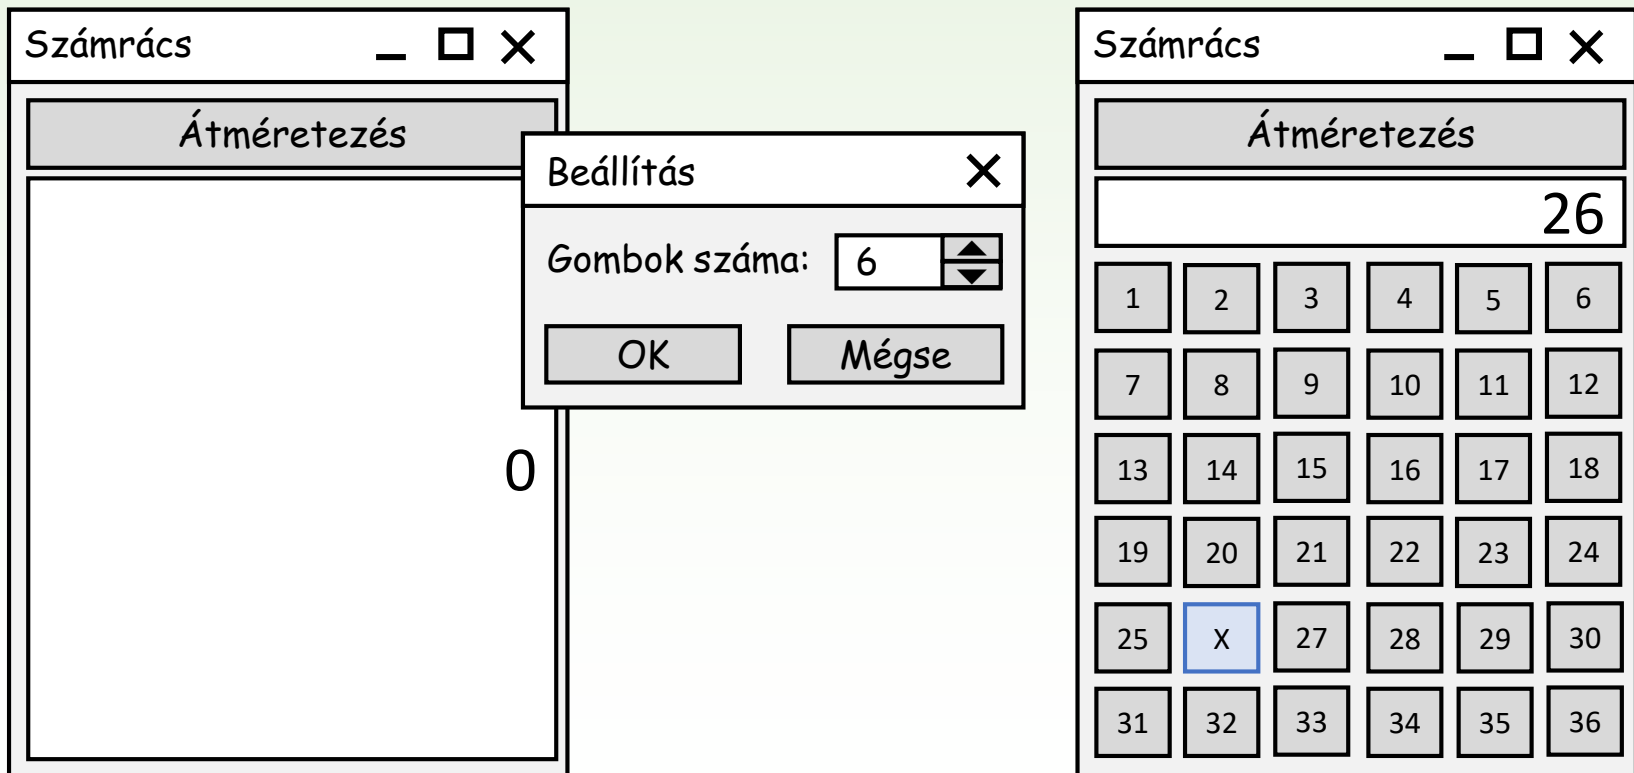 Számrács
Átméretezés
0
Beállítás
Gombok száma: 6
OK Mégse
Számrács
Átméretezés
26
1 2 3 4 5 6
7 8 9 10 11 12
13 14 15 16 17 18
19 20 21 22 23 24
25 X 27 28 29 30
31 32 33 34 35 36